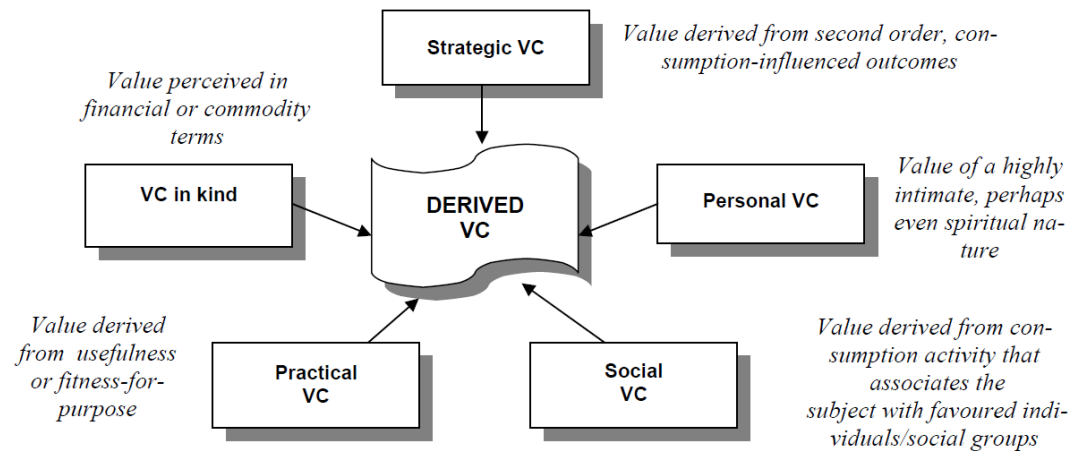 Strategic VC
Value derived from second order, con-
sumption-influenced outcomes
Value perceived in
financial or commodity
terms
VC in kind
DERIVED
VC
Personal VC
Value of a highly
intimate, perhaps
even spiritual na-
ture
Value derived
from usefulness
or fitness-for-
purpose
Practical
VC
Social
VC
Value derived from con-
sumption activity that
associates the
subject with favoured indi-
viduals/social groups